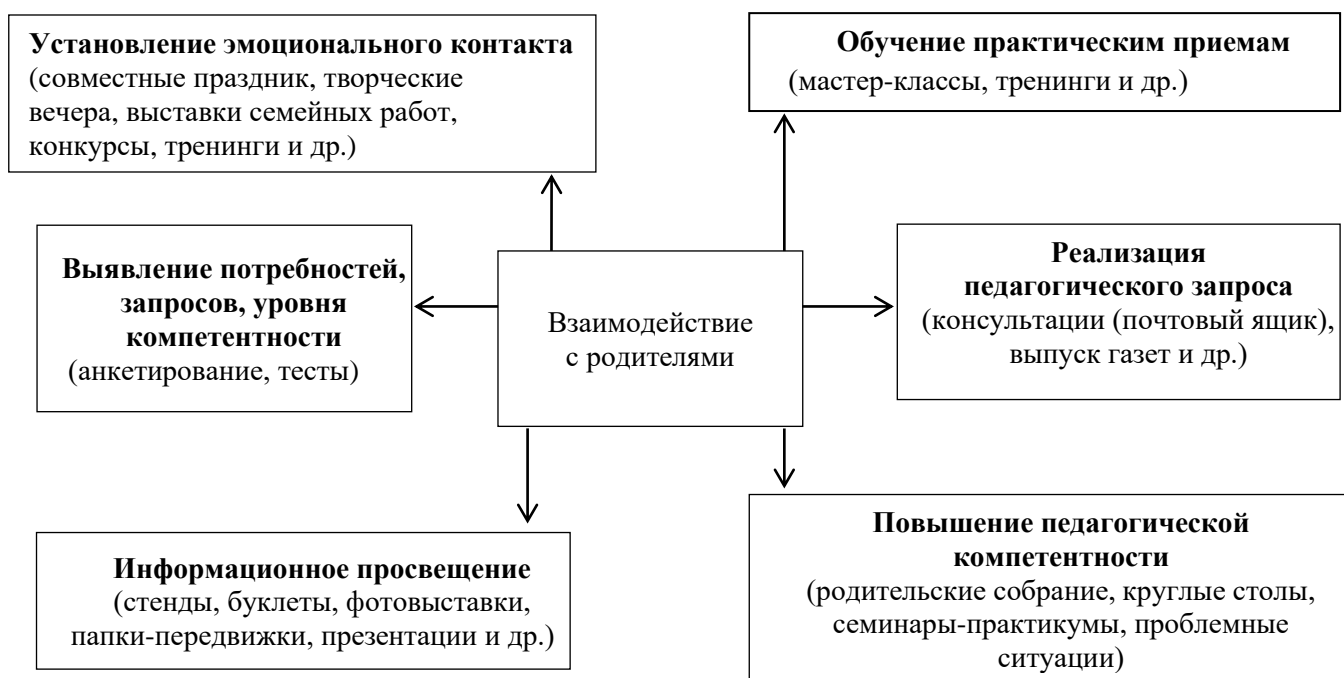 Установление эмоционального контакта
(совместные праздник, творческие
вечера, выставки семейных работ,
конкурсы, тренинги и др.)
Обучение практическим приемам
(мастер-классы, тренинги и др.)
Выявление потребностей,
запросов, уровня
компетентности
(анкетирование, тесты)
Взаимодействие
с родителями
Реализация
педагогического запроса
(консультации (почтовый ящик),
выпуск газет и др.)
Информационное просвещение
(стенды, буклеты, фотовыставки,
папки-передвижки, презентации и др.)
Повышение педагогической
компетентности
(родительские собрание, круглые столы,
семинары-практикумы, проблемные
ситуации)